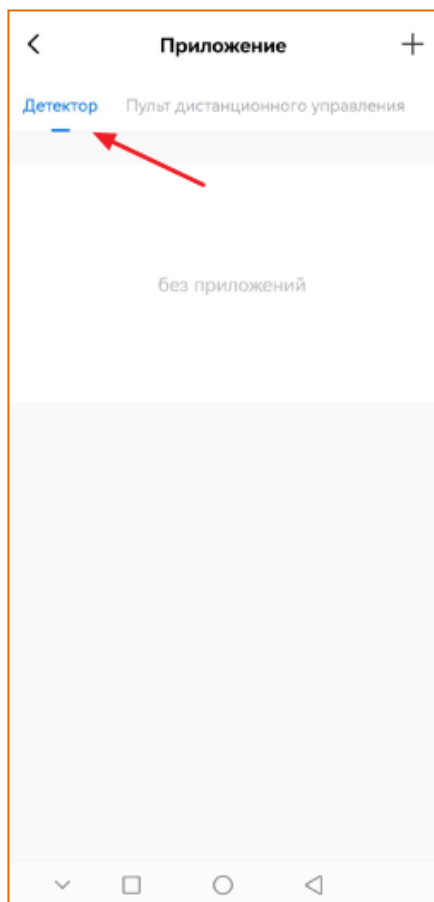 Приложение
Детектор Пульт дистанционного управления
без приложений